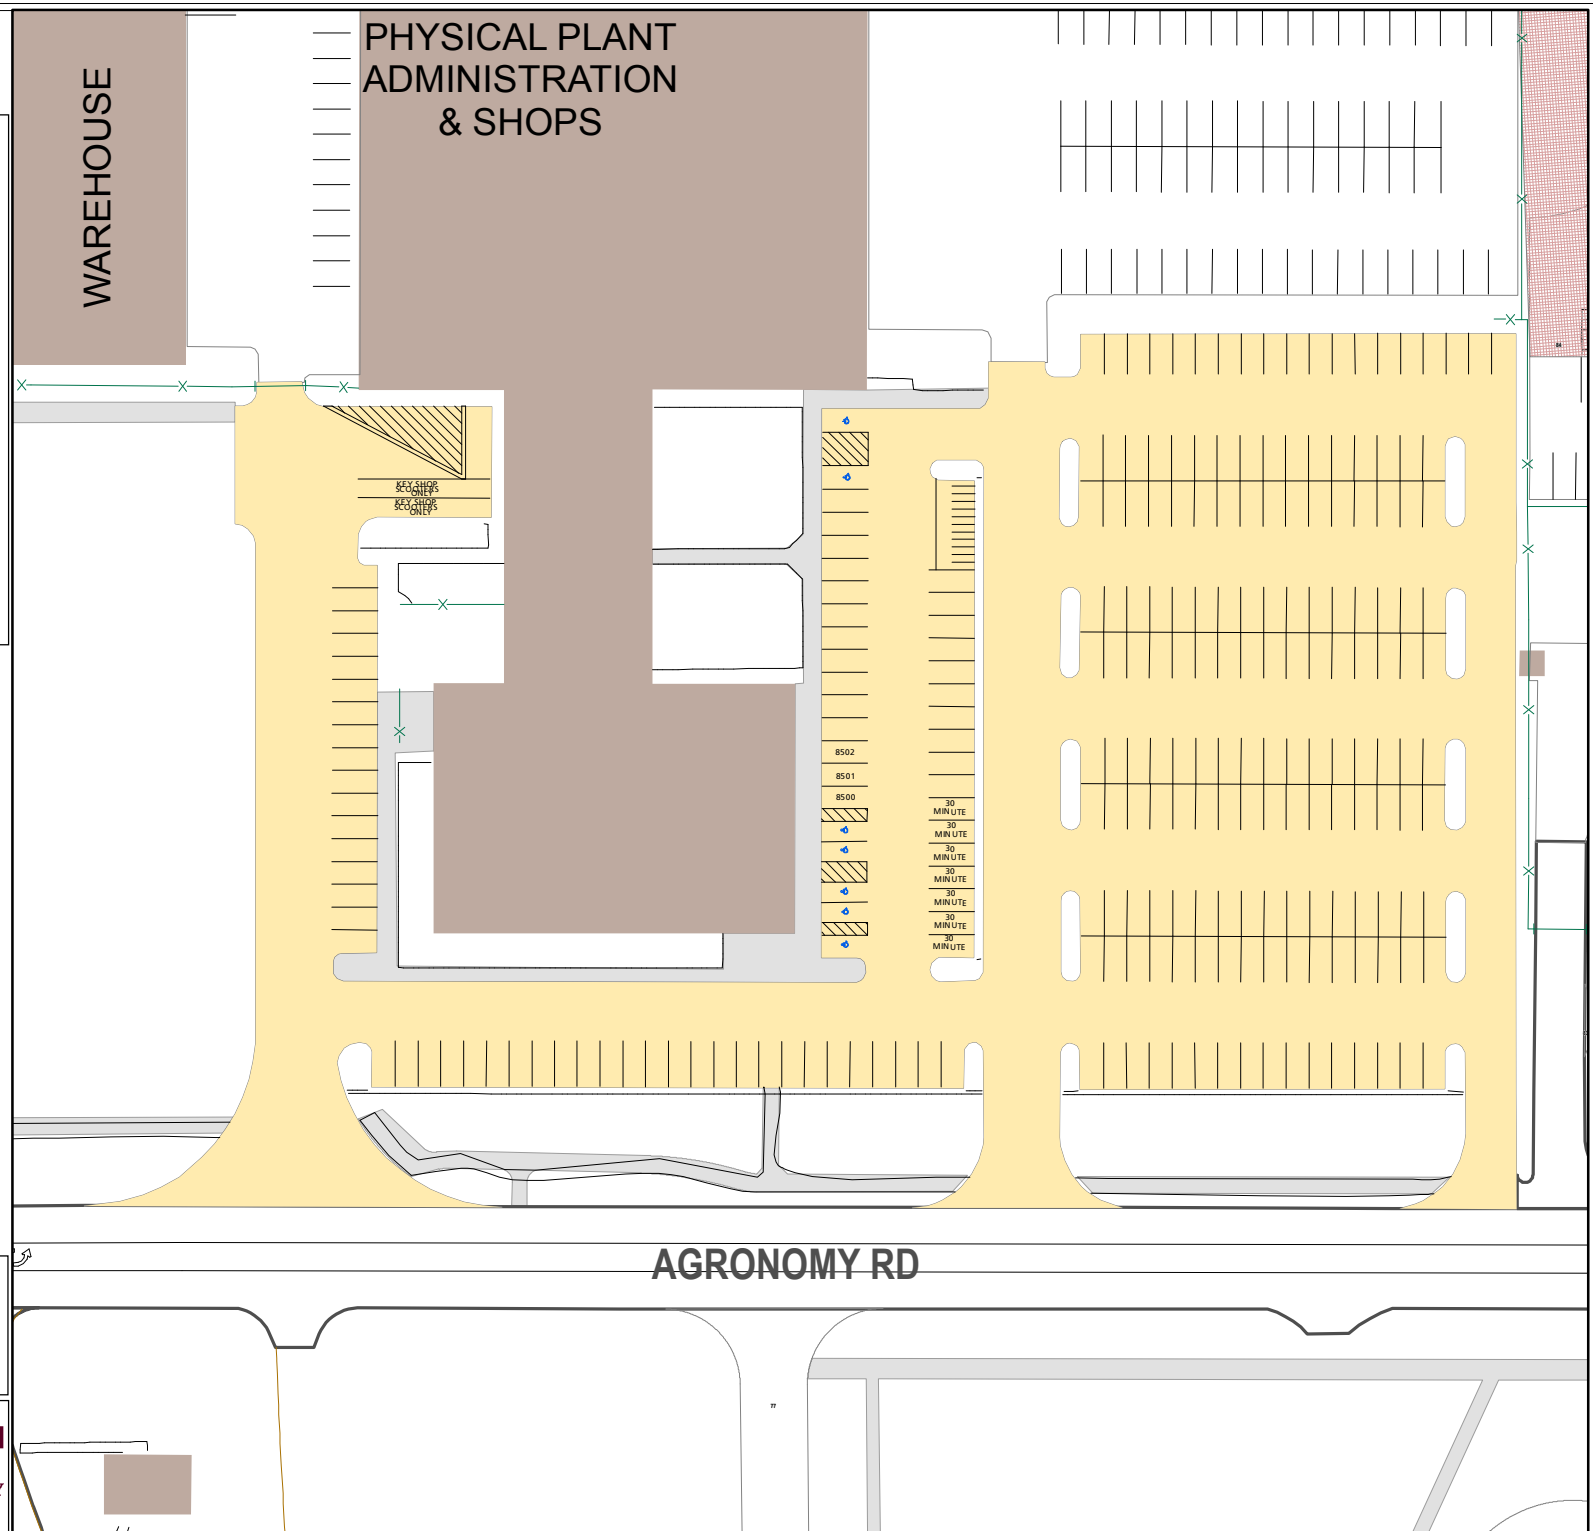 PHYSICAL PLANT
ADMINISTRATION
& SHOPS
WAREHOUSE
KEY SHOP
SCOOTERS
ONLY
KEY SHOP
SCOOTERS
ONLY
8502
8501
8500
30
MINUTE
30
MINUTE
30
MINUTE
30
MINUTE
30
MINUTE
30
MINUTE
30
MINUTE
AGRONOMY RD